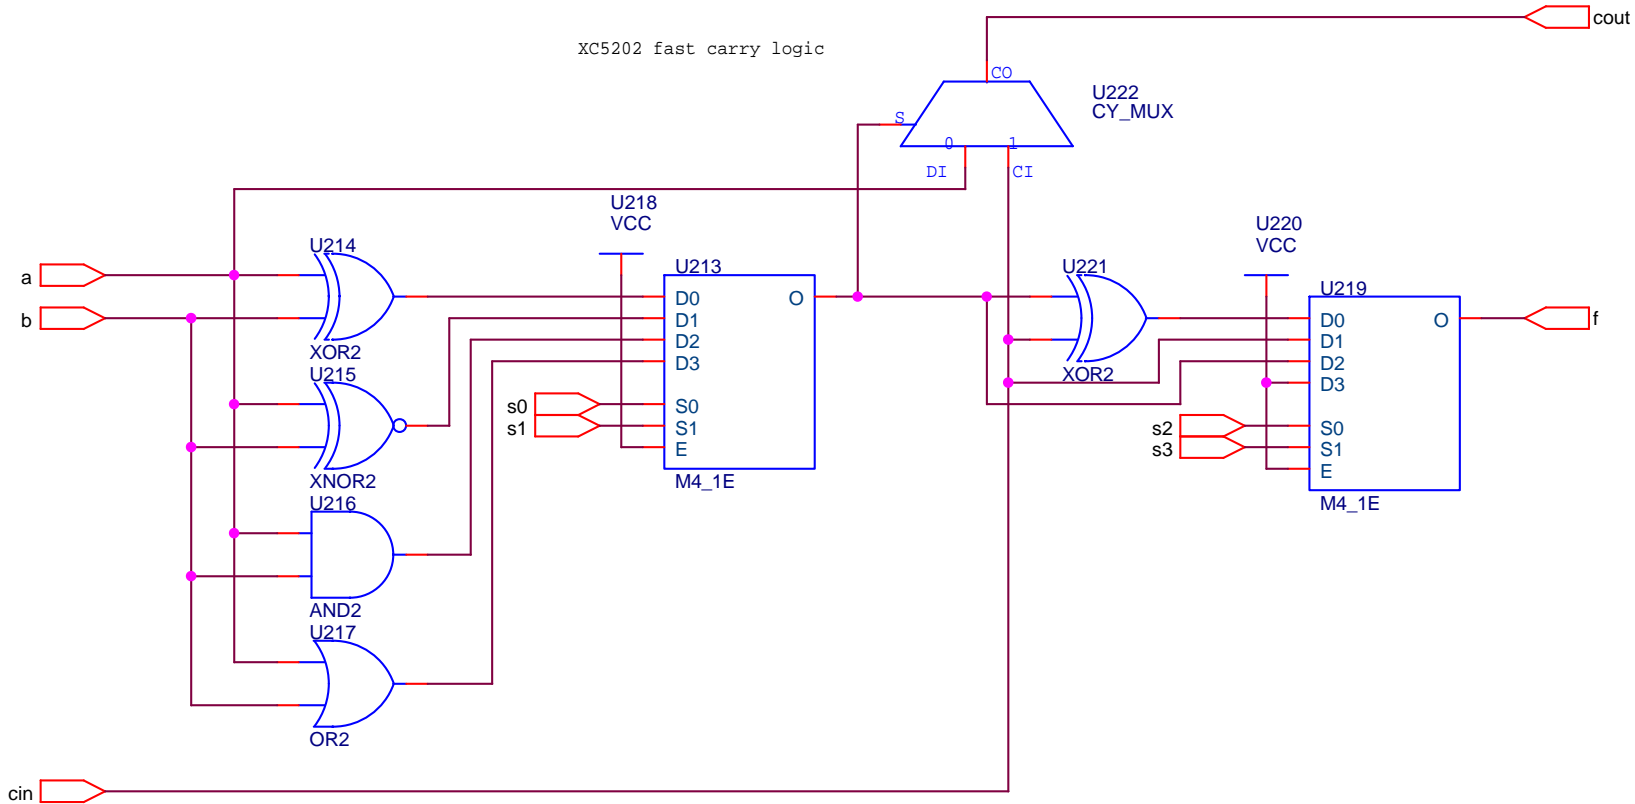 cout
XC5202 fast carry logic
CO
U222
CY_MUX
S
0
1
DI
CI
U218
VCC
U220
VCC
a
U214
U213
U221
U219
D0
O
D1
D2
D3
S0
S1
E
M4_1E
b
XOR2
U215
XNOR2
U216
AND2
U217
OR2
s0
s1
XOR2
D0
O
D1
D2
D3
S0
S1
E
M4_1E
s2
s3
f
cin